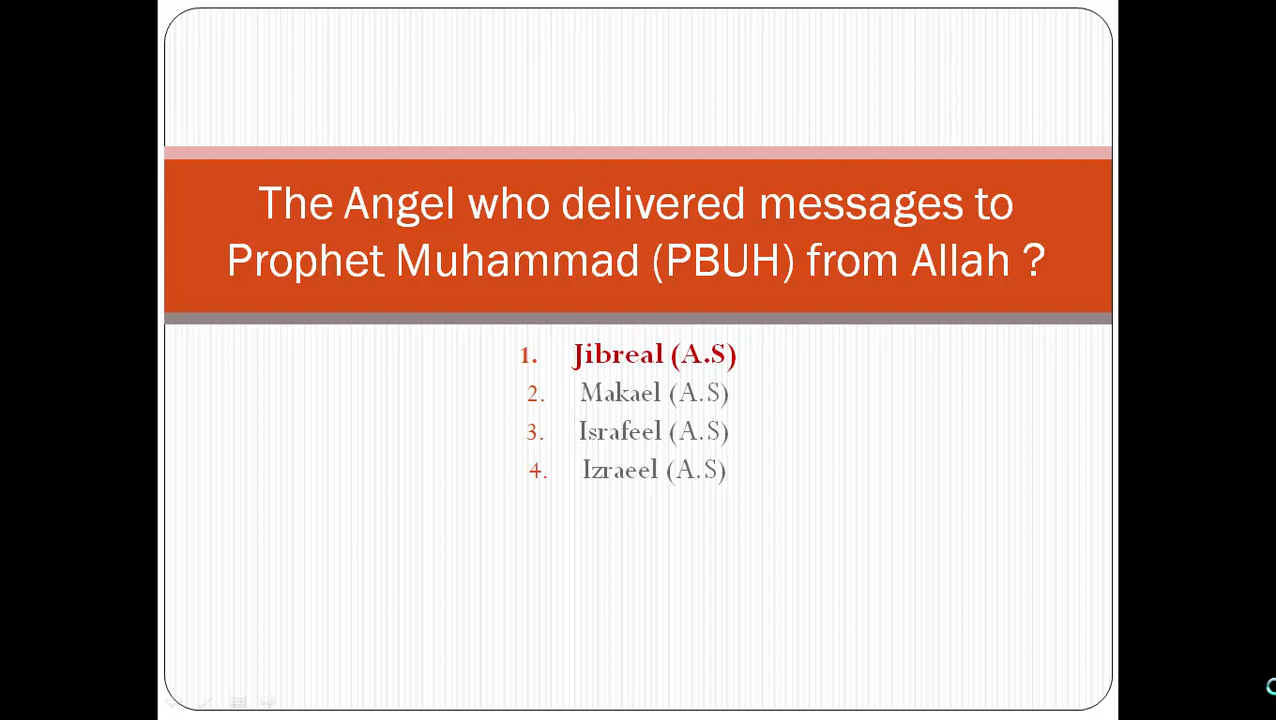 The Angel who delivered messages to
Prophet Muhammad (PBUH) from Allah ?
1. Jibreal (A.S)
2. Makael (A.S)
3. Israfeel (A.S)
4. Izraeel (A.S)